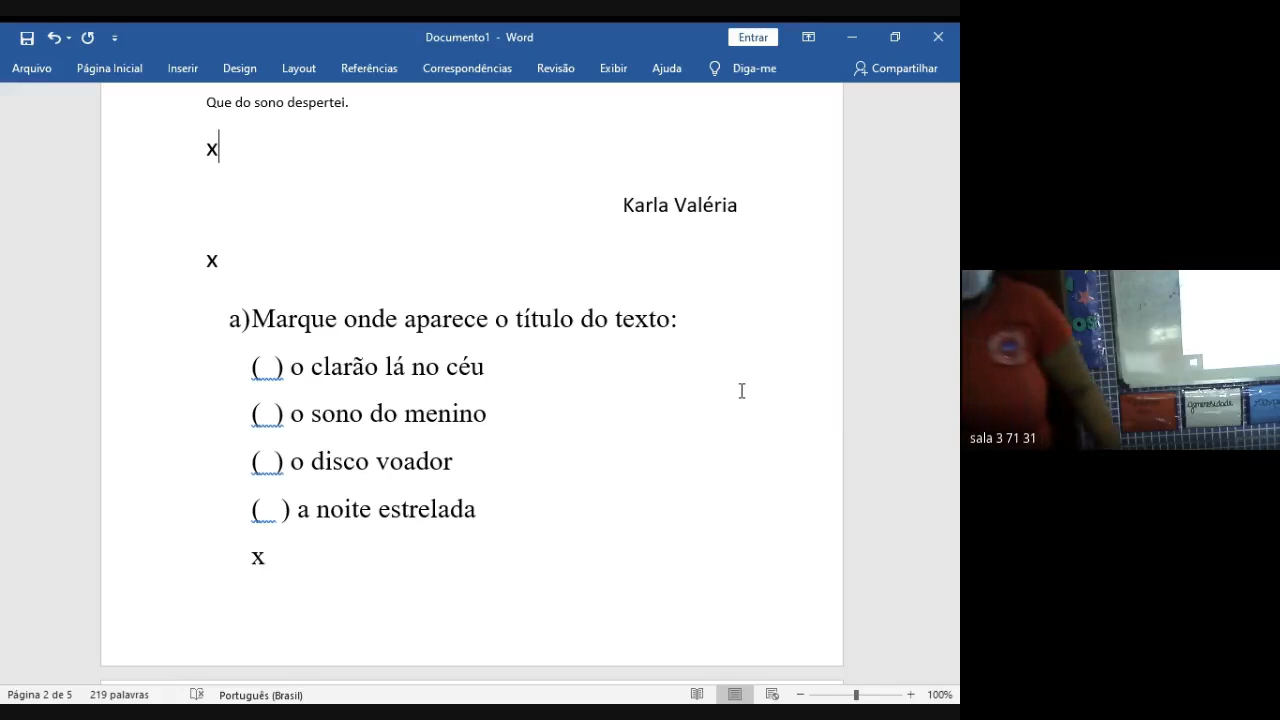 Documento1 - Word
Entrar
Arquivo Página Inicial Inserir Design Layout Referências Correspondências Revisão Exibir Ajuda Diga-me Compartilhar
Que do sono despertei.
x
Karla Valéria
x
a)Marque onde aparece o título do texto:
( ) o clarão lá no céu
( ) o sono do menino
( ) o disco voador
( ) a noite estrelada
x
Página 2 de 5 219 palavras Português (Brasil) 100%
generosidade
sala 3 71 31